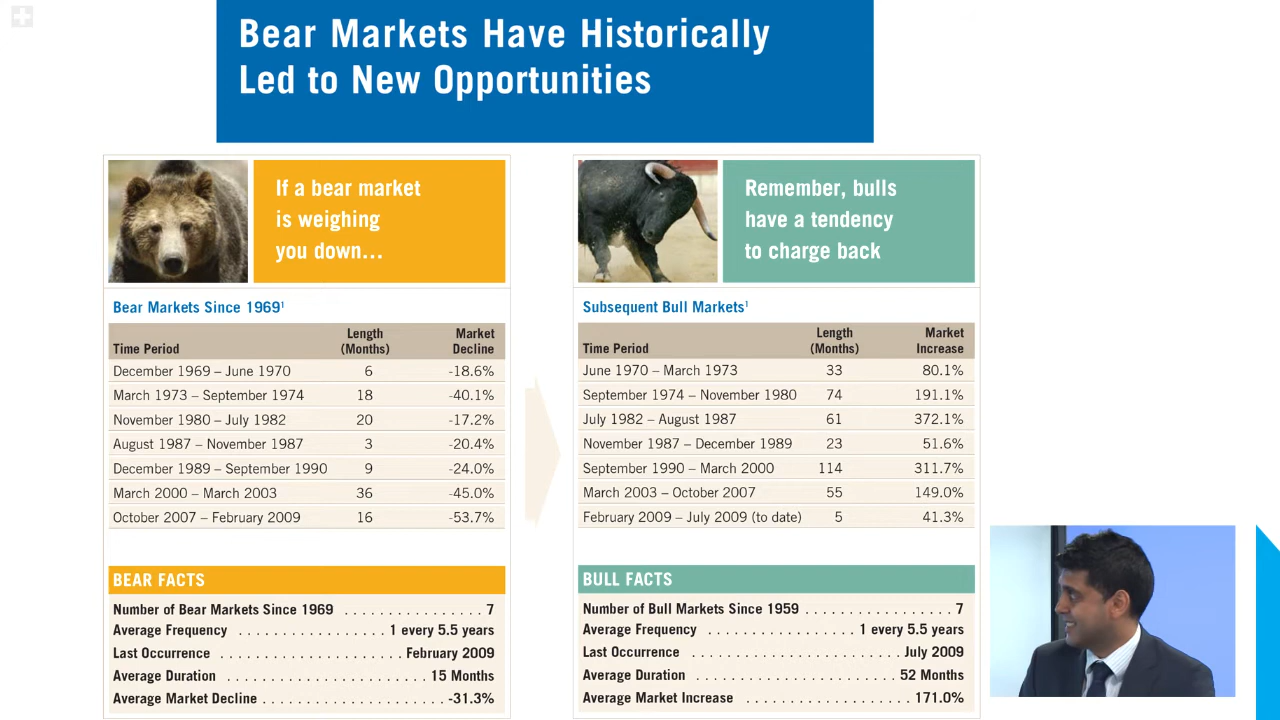 Bear Markets Have Historically
Led to New Opportunities
If a bear market
is weighing
you down...
Bear Markets Since 1969¹
Time Period Length (Months) Market Decline
December 1969 – June 1970 6 -18.6%
March 1973 – September 1974 18 -40.1%
November 1980 – July 1982 20 -17.2%
August 1987 – November 1987 3 -20.4%
December 1989 – September 1990 9 -24.0%
March 2000 – March 2003 36 -45.0%
October 2007 – February 2009 16 -53.7%
BEAR FACTS
Number of Bear Markets Since 1969 . . . . . . . . . . . . . . . . 7
Average Frequency . . . . . . . . . . . . . . . . . 1 every 5.5 years
Last Occurrence . . . . . . . . . . . . . . . . . . . . . February 2009
Average Duration . . . . . . . . . . . . . . . . . . . . . . . 15 Months
Average Market Decline . . . . . . . . . . . . . . . . . . . . . -31.3%
Remember, bulls
have a tendency
to charge back
Subsequent Bull Markets¹
Time Period Length (Months) Market Increase
June 1970 – March 1973 33 80.1%
September 1974 – November 1980 74 191.1%
July 1982 – August 1987 61 372.1%
November 1987 – December 1989 23 51.6%
September 1990 – March 2000 114 311.7%
March 2003 – October 2007 55 149.0%
February 2009 – July 2009 (to date) 5 41.3%
BULL FACTS
Number of Bull Markets Since 1959 . . . . . . . . . . . . . . . . . 7
Average Frequency . . . . . . . . . . . . . . . . . 1 every 5.5 years
Last Occurrence . . . . . . . . . . . . . . . . . . . . . . . . July 2009
Average Duration . . . . . . . . . . . . . . . . . . . . . . . 52 Months
Average Market Increase . . . . . . . . . . . . . . . . . . . 171.0%